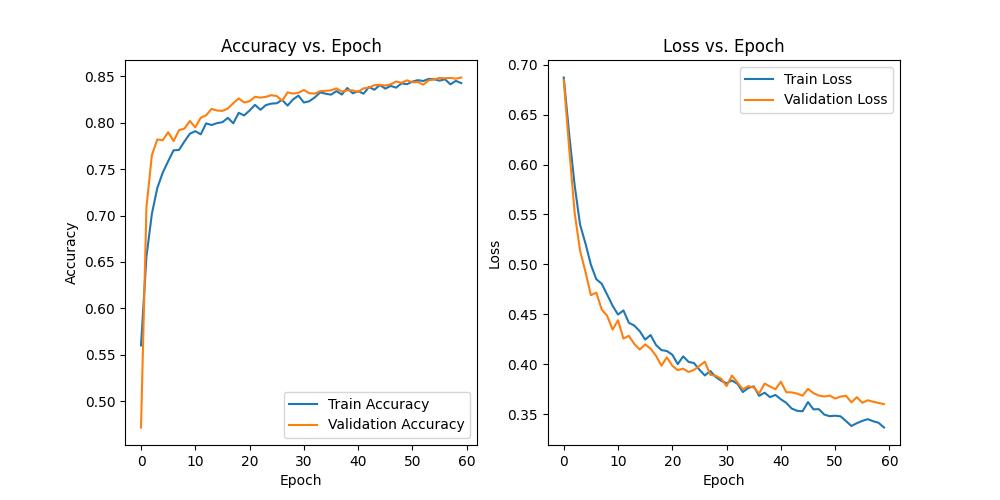 Accuracy vs. Epoch
Accuracy
0.85
0.80
0.75
0.70
0.65
0.60
0.55
0.50
Train Accuracy
Validation Accuracy
0 10 20 30 40 50 60
Epoch
Loss vs. Epoch
Loss
0.70
0.65
0.60
0.55
0.50
0.45
0.40
0.35
Train Loss
Validation Loss
0 10 20 30 40 50 60
Epoch